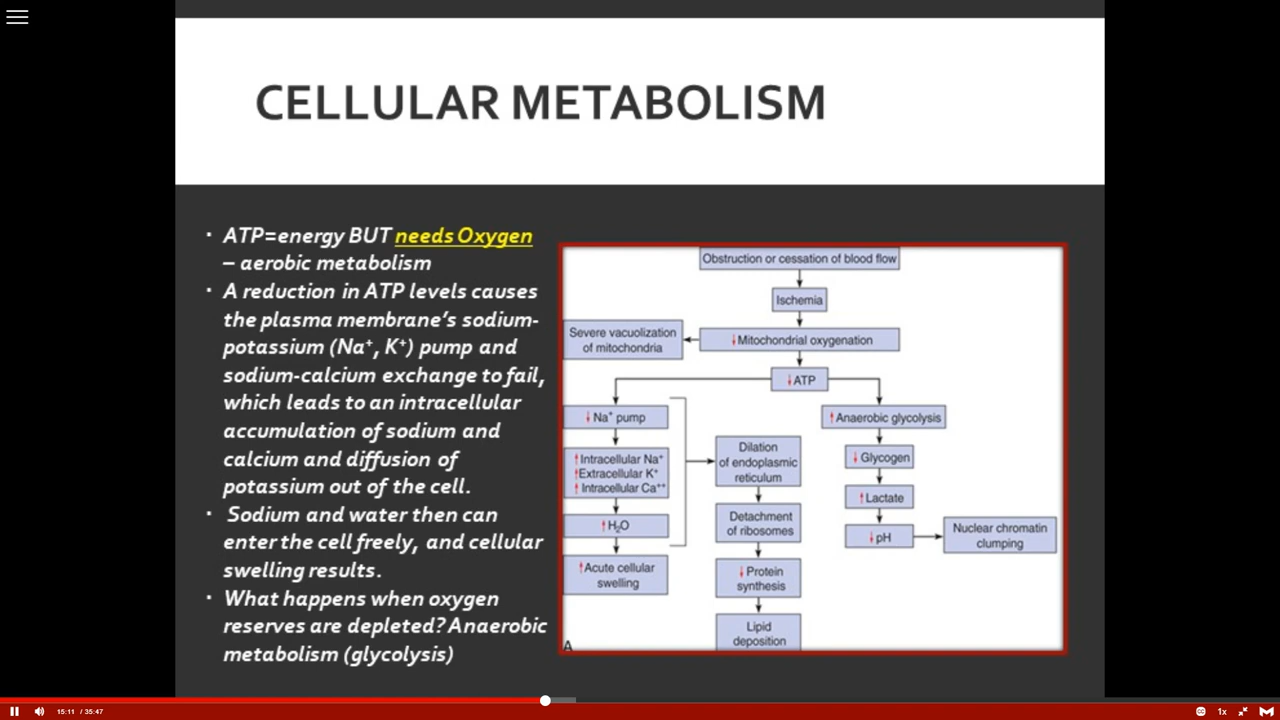 CELLULAR METABOLISM
· ATP=energy BUT needs Oxygen
– aerobic metabolism
· A reduction in ATP levels causes
the plasma membrane's sodium-
potassium (Na⁺, K⁺) pump and
sodium-calcium exchange to fail,
which leads to an intracellular
accumulation of sodium and
calcium and diffusion of
potassium out of the cell.
· Sodium and water then can
enter the cell freely, and cellular
swelling results.
· What happens when oxygen
reserves are depleted? Anaerobic
metabolism (glycolysis)
Obstruction or cessation of blood flow
Ischemia
Severe vacuolization
of mitochondria
↓Mitochondrial oxygenation
↓ATP
↓Na⁺ pump
↑Intracellular Na⁺
↑Extracellular K⁺
↑Intracellular Ca⁺⁺
↑H₂O
↑Acute cellular
swelling
Dilation
of endoplasmic
reticulum
Detachment
of ribosomes
↓Protein
synthesis
Lipid
deposition
↑Anaerobic glycolysis
↓Glycogen
↑Lactate
↓pH
Nuclear chromatin
clumping
A
15:11 / 35:47
CC
1x